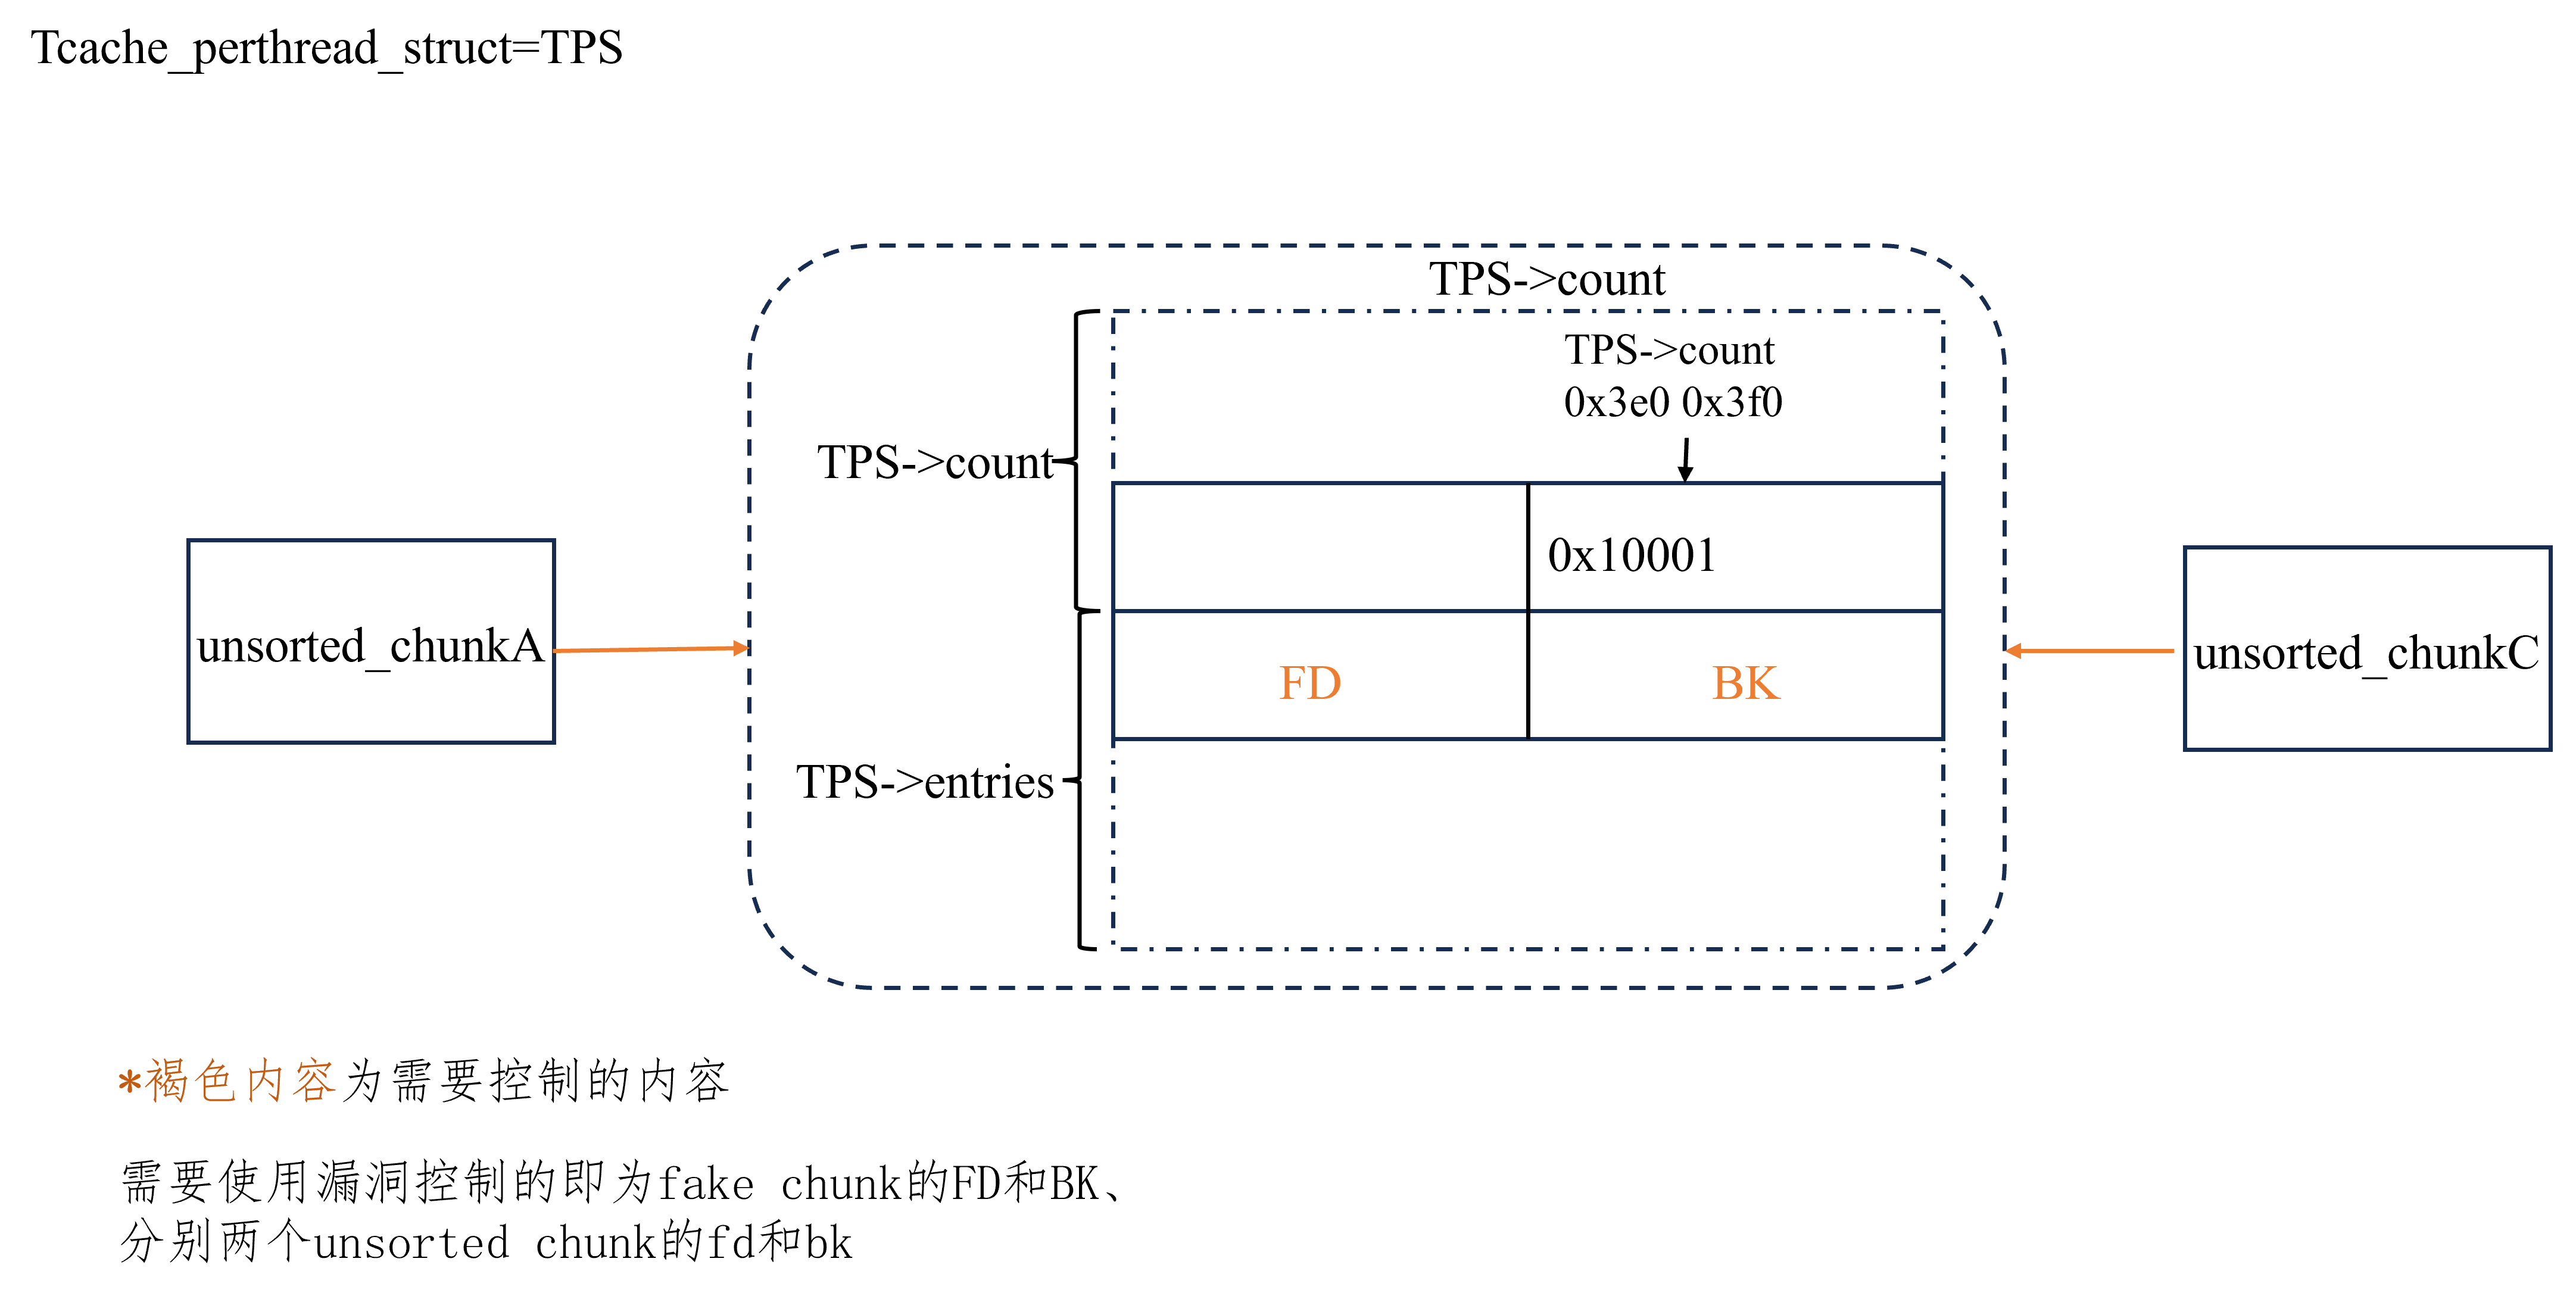 Tcache_perthread_struct=TPS
TPS->count
TPS->count
0x3e0 0x3f0
TPS->count
0x10001
unsorted_chunkA
unsorted_chunkC
FD
BK
TPS->entries
*褐色内容为需要控制的内容
需要使用漏洞控制的即为fake chunk的FD和BK、
分别两个unsorted chunk的fd和bk